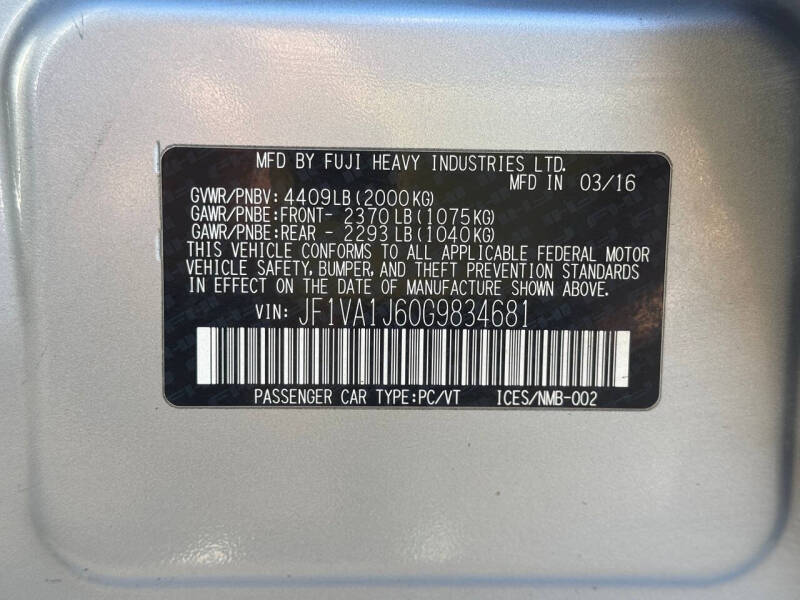 MFD BY FUJI HEAVY INDUSTRIES LTD.
MFD IN 03/16
GVWR/PNBV: 4409LB(2000KG)
GAWR/PNBE:FRONT- 2370LB(1075KG)
GAWR/PNBE:REAR - 2293LB(1040KG)
THIS VEHICLE CONFORMS TO ALL APPLICABLE FEDERAL MOTOR
VEHICLE SAFETY, BUMPER, AND THEFT PREVENTION STANDARDS
IN EFFECT ON THE DATE OF MANUFACTURE SHOWN ABOVE.
VIN: JF1VA1J60G9834681
PASSENGER CAR TYPE:PC/VT ICES/NMB-002